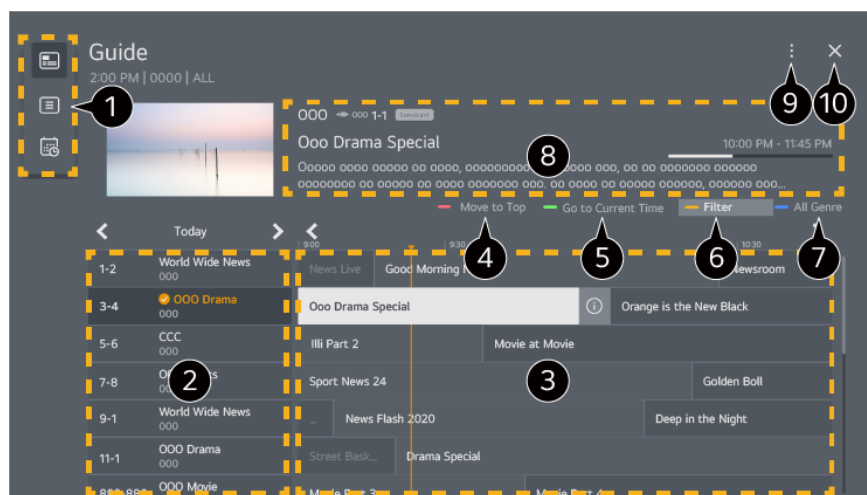 Guide
2:00 PM | 0000 | ALL
1
OOO 000 1-1
Ooo Drama Special
10:00 PM - 11:45 PM
8
9
10
Move to Top
Go to Current Time
Filter
All Genre
4
5
6
7
Today
9:00
9:30
10:30
1-2 World Wide News
000
News Live
Good Morning
Newsroom
3-4 OOO Drama
000
Ooo Drama Special
Orange is the New Black
5-6 CCC
000
Illi Part 2
Movie at Movie
7-8
2
Sport News 24
3
Golden Boll
9-1 World Wide News
000
...
News Flash 2020
Deep in the Night
11-1 OOO Drama
000
Street Bask...
Drama Special
OOO Movie